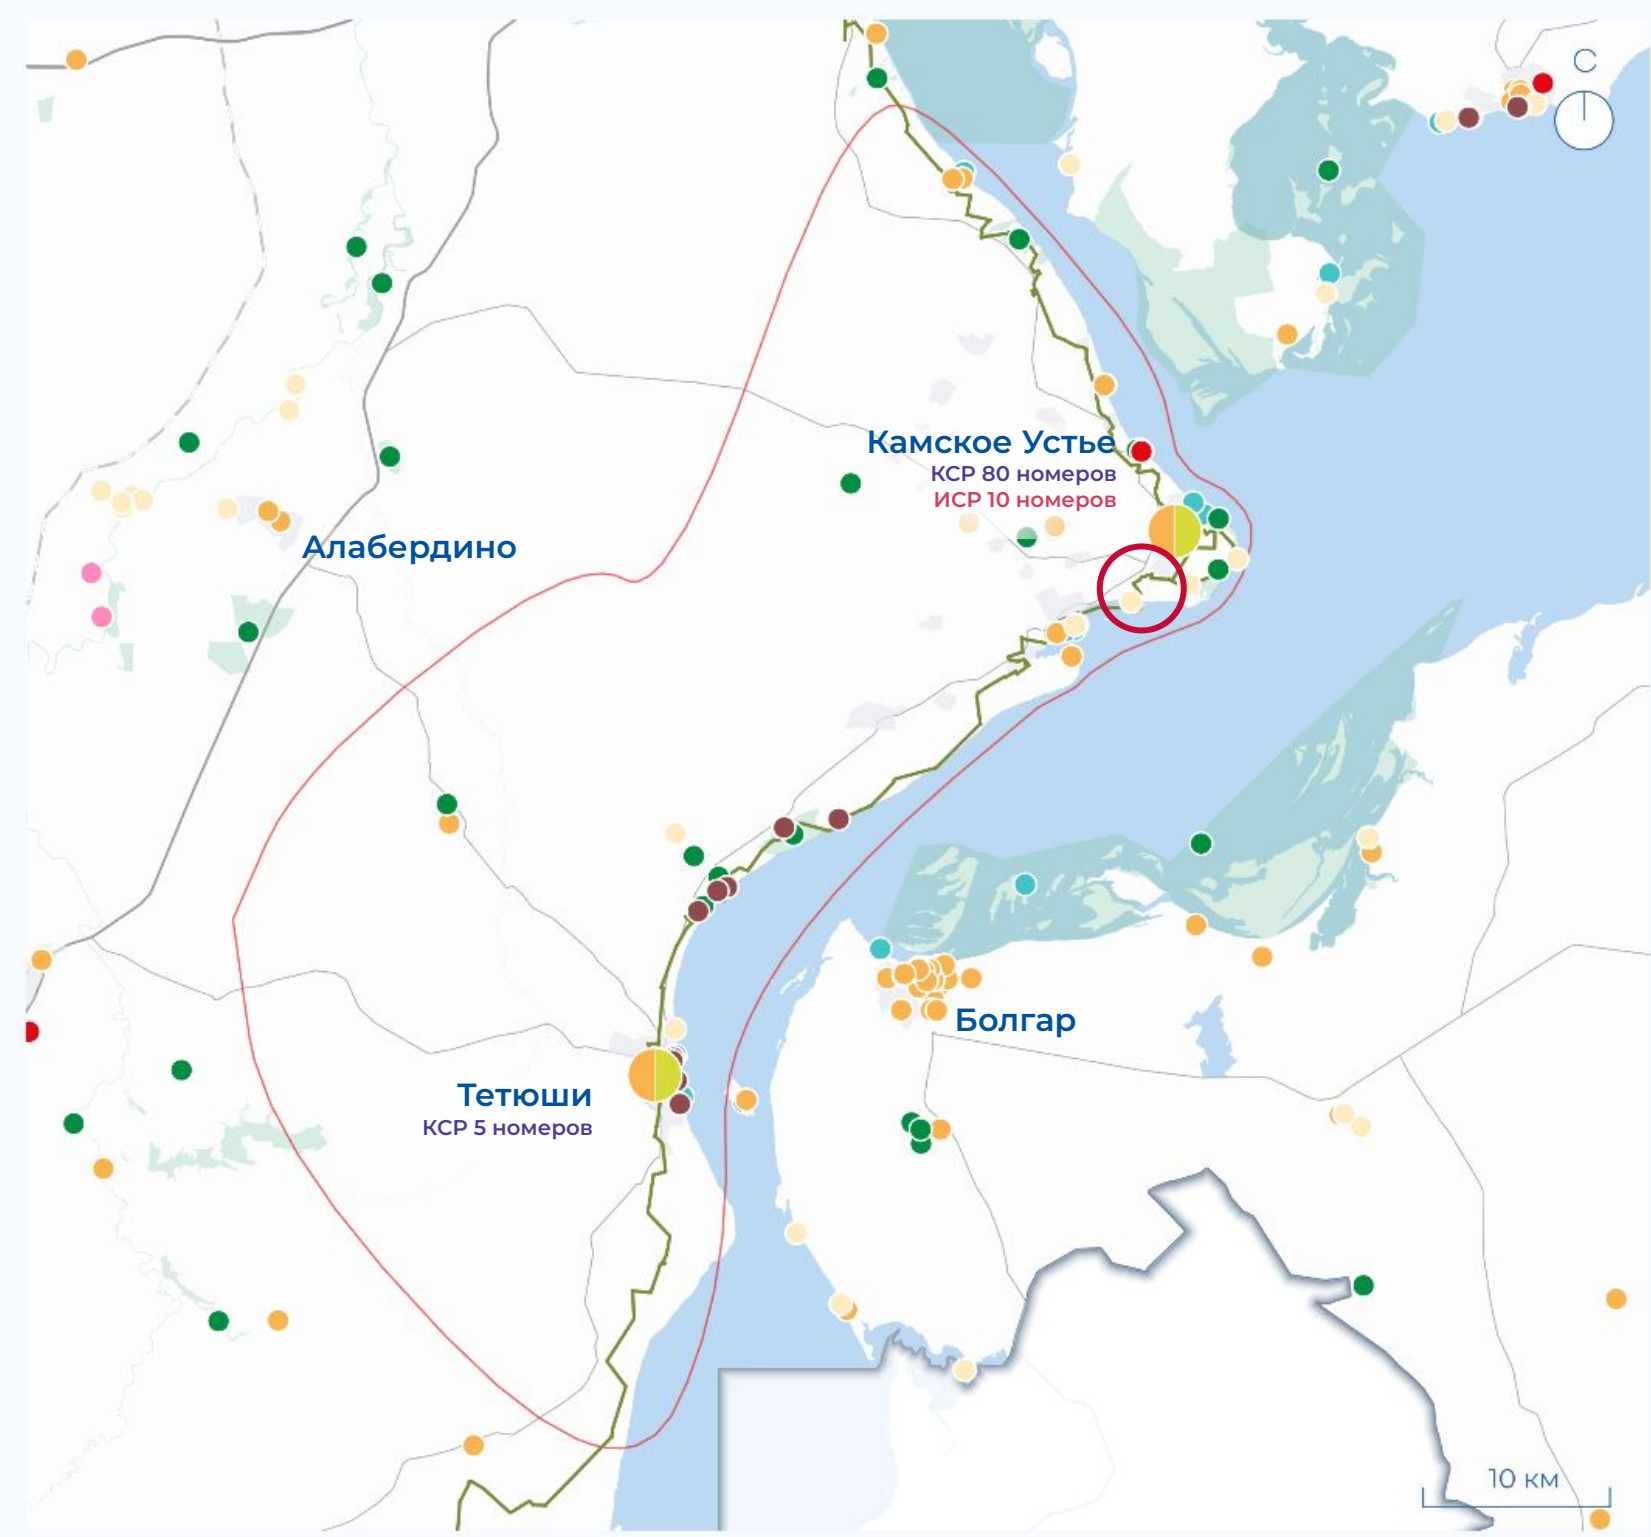 С
Камское Устье
КСР 80 номеров
ИСР 10 номеров
Алабердино
Болгар
Тетюши
КСР 5 номеров
10 км